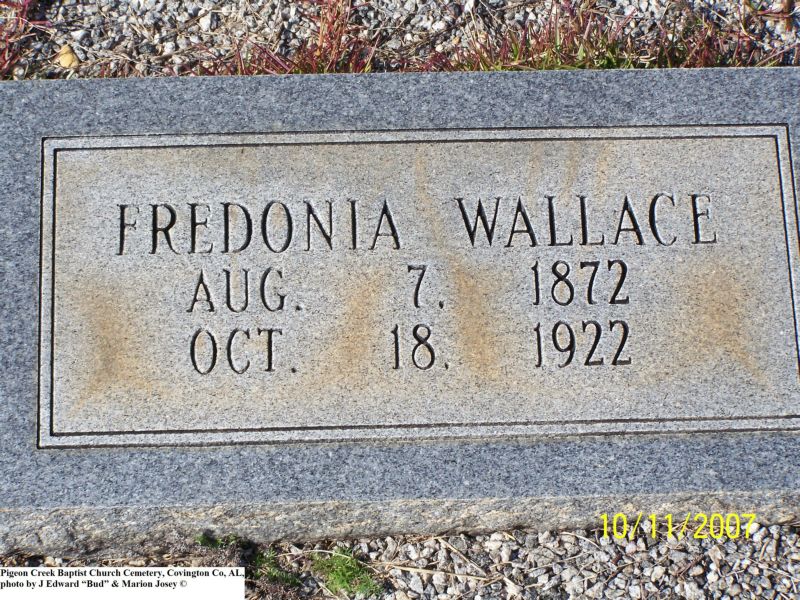 FREDONIA WALLACE
AUG. 7. 1872
OCT. 18. 1922
10/11/2007
Pigeon Creek Baptist Church Cemetery, Covington Co, AL,
photo by J Edward “Bud” & Marion Josey ©